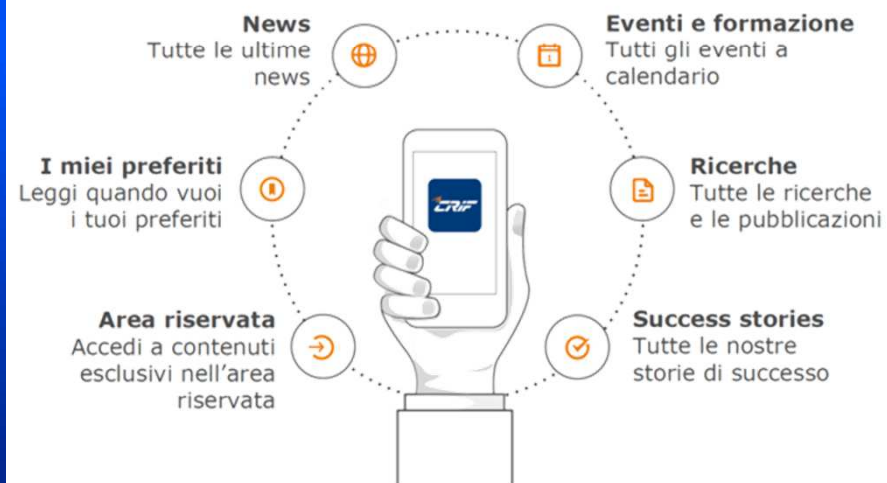 News
Tutte le ultime
news
Eventi e formazione
Tutti gli eventi a
calendario
I miei preferiti
Leggi quando vuoi
i tuoi preferiti
CRIF
Ricerche
Tutte le ricerche
e le pubblicazioni
Area riservata
Accedi a contenuti
esclusivi nell'area
riservata
Success stories
Tutte le nostre
storie di successo